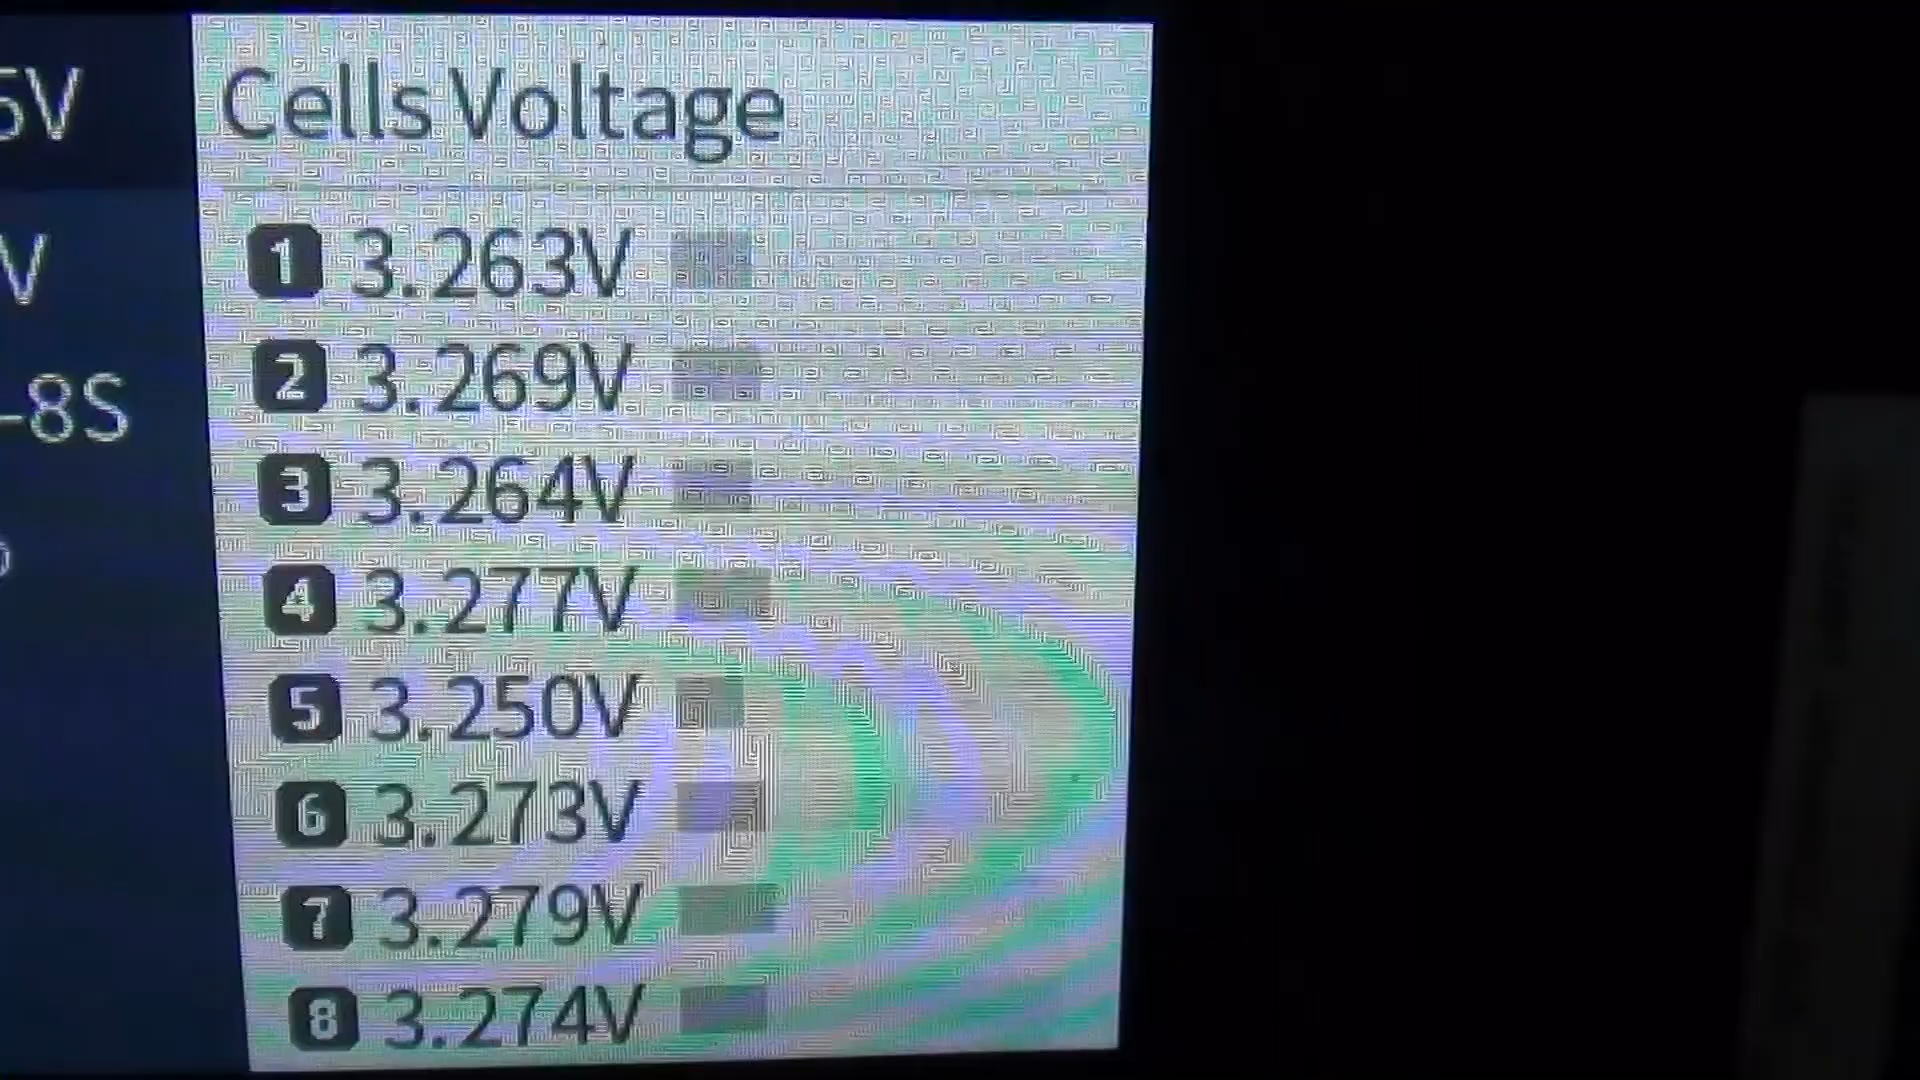 5V
Cells Voltage
V
1 3.263V
2 3.269V
-8S
3 3.264V
4 3.277V
5 3.250V
6 3.273V
7 3.279V
8 3.274V